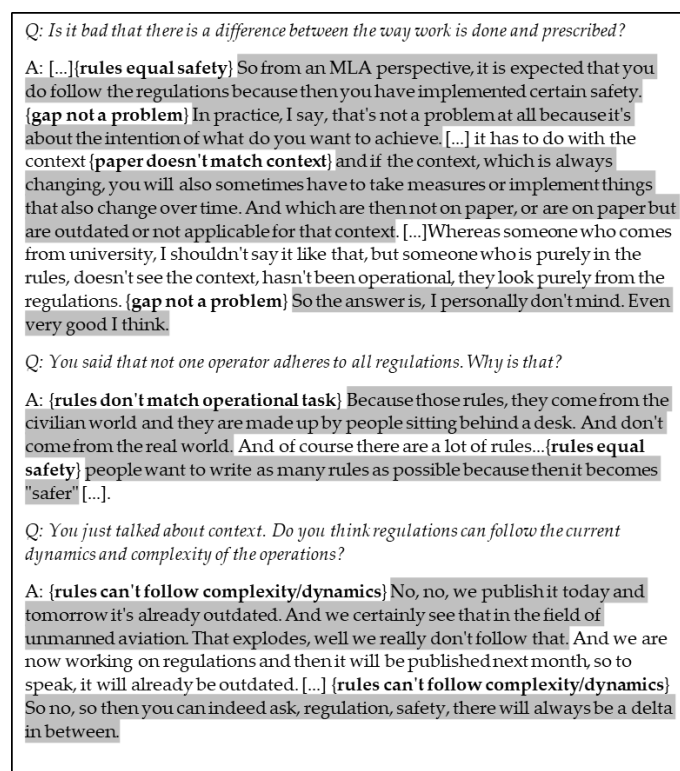 Q: Is it bad that there is a difference between the way work is done and prescribed?
A: [...]{rules equal safety} So from an MLA perspective, it is expected that you
do follow the regulations because then you have implemented certain safety.
{gap not a problem} In practice, I say, that's not a problem at all because it's
about the intention of what do you want to achieve. [...] it has to do with the
context {paper doesn't match context} and if the context, which is always
changing, you will also sometimes have to take measures or implement things
that also change over time. And which are then not on paper, or are on paper but
are outdated or not applicable for that context. [...]Whereas someone who comes
from university, I shouldn't say it like that, but someone who is purely in the
rules, doesn't see the context, hasn't been operational, they look purely from the
regulations. {gap not a problem} So the answer is, I personally don't mind. Even
very good I think.
Q: You said that not one operator adheres to all regulations. Why is that?
A: {rules don't match operational task} Because those rules, they come from the
civilian world and they are made up by people sitting behind a desk. And don't
come from the real world. And of course there are a lot of rules...{rules equal
safety} people want to write as many rules as possible because then it becomes
"safer" [...].
Q: You just talked about context. Do you think regulations can follow the current
dynamics and complexity of the operations?
A: {rules can't follow complexity/dynamics} No, no, we publish it today and
tomorrow it's already outdated. And we certainly see that in the field of
unmanned aviation. That explodes, well we really don't follow that. And we are
now working on regulations and then it will be published next month, so to
speak, it will already be outdated. [...] {rules can't follow complexity/dynamics}
So no, so then you can indeed ask, regulation, safety, there will always be a delta
in between.